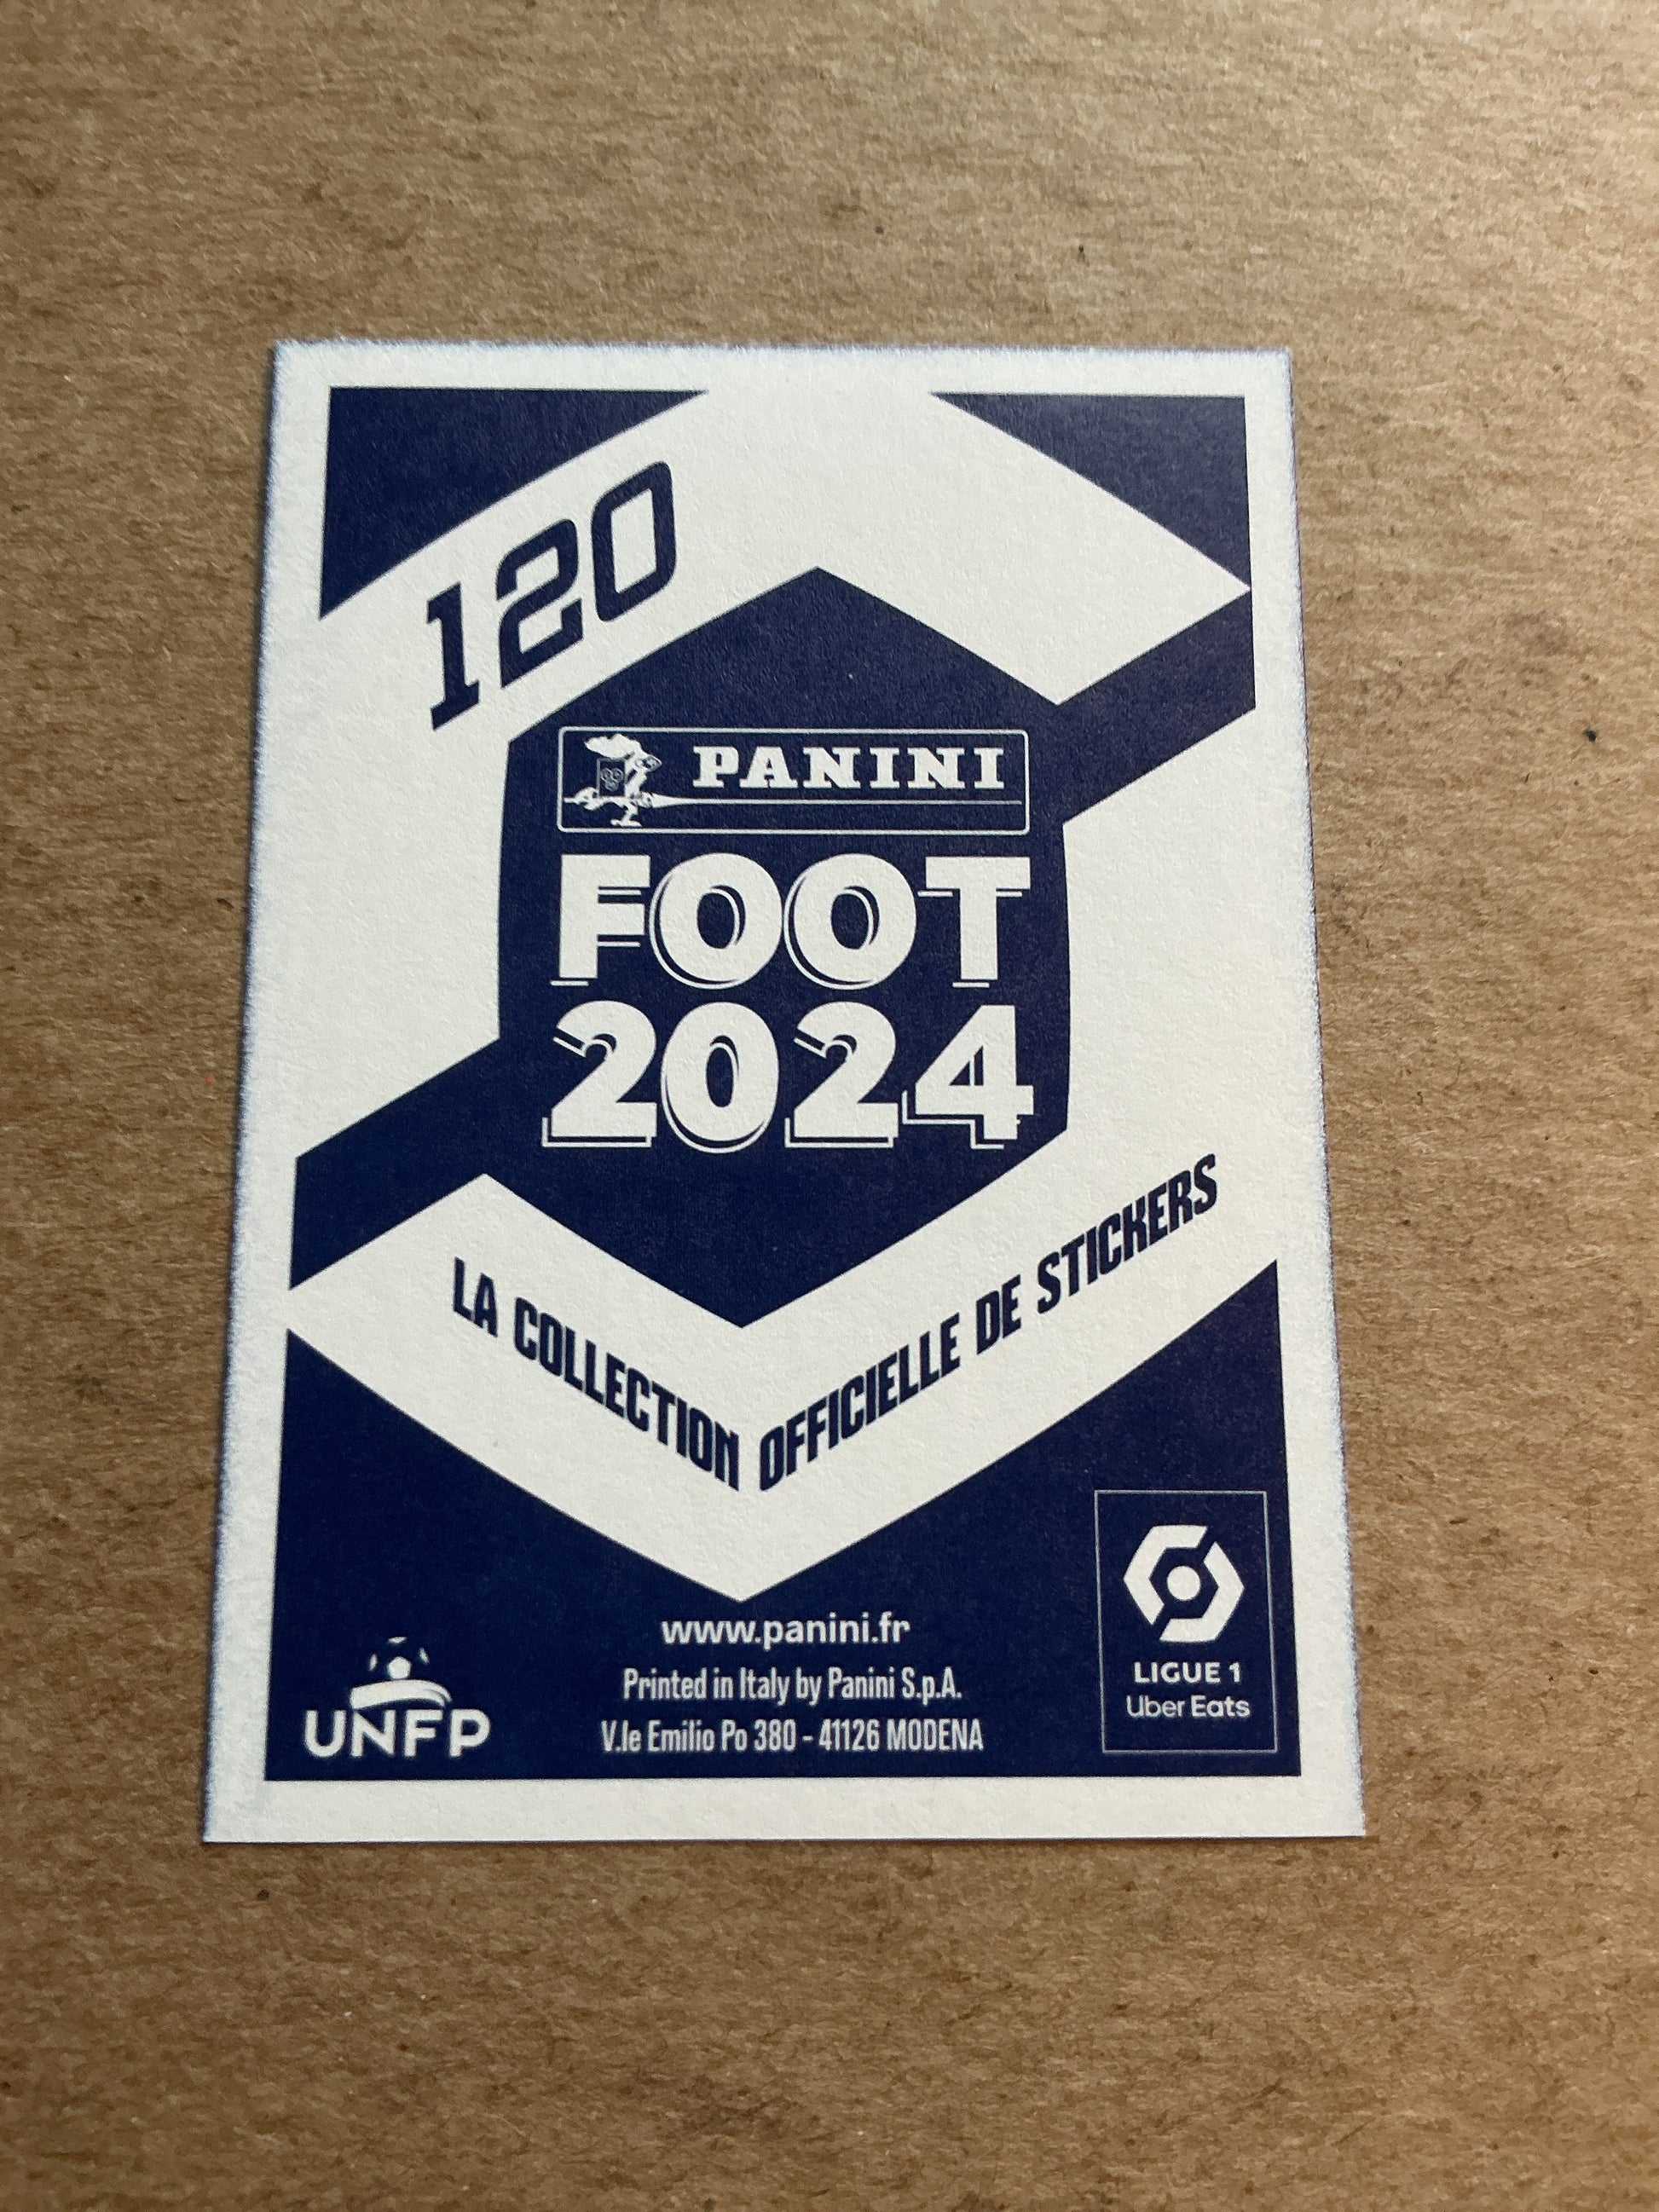 120
PANINI
FOOT
2024
LA COLLECTION OFFICIELLE DE STICKERS
www.panini.fr
Printed in Italy by Panini S.p.A.
V.le Emilio Po 380 - 41126 MODENA
UNFP
LIGUE 1
Uber Eats